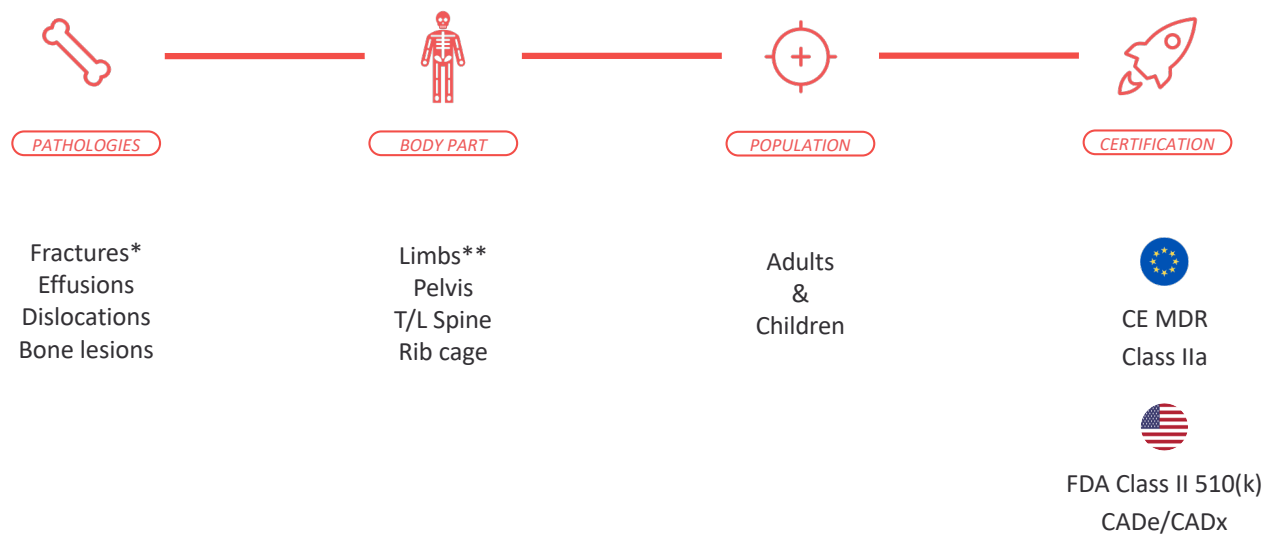 PATHOLOGIES
BODY PART
POPULATION
CERTIFICATION
Fractures*
Effusions
Dislocations
Bone lesions
Limbs**
Pelvis
T/L Spine
Rib cage
Adults
&
Children
CE MDR
Class IIa
FDA Class II 510(k)
CADe/CADx